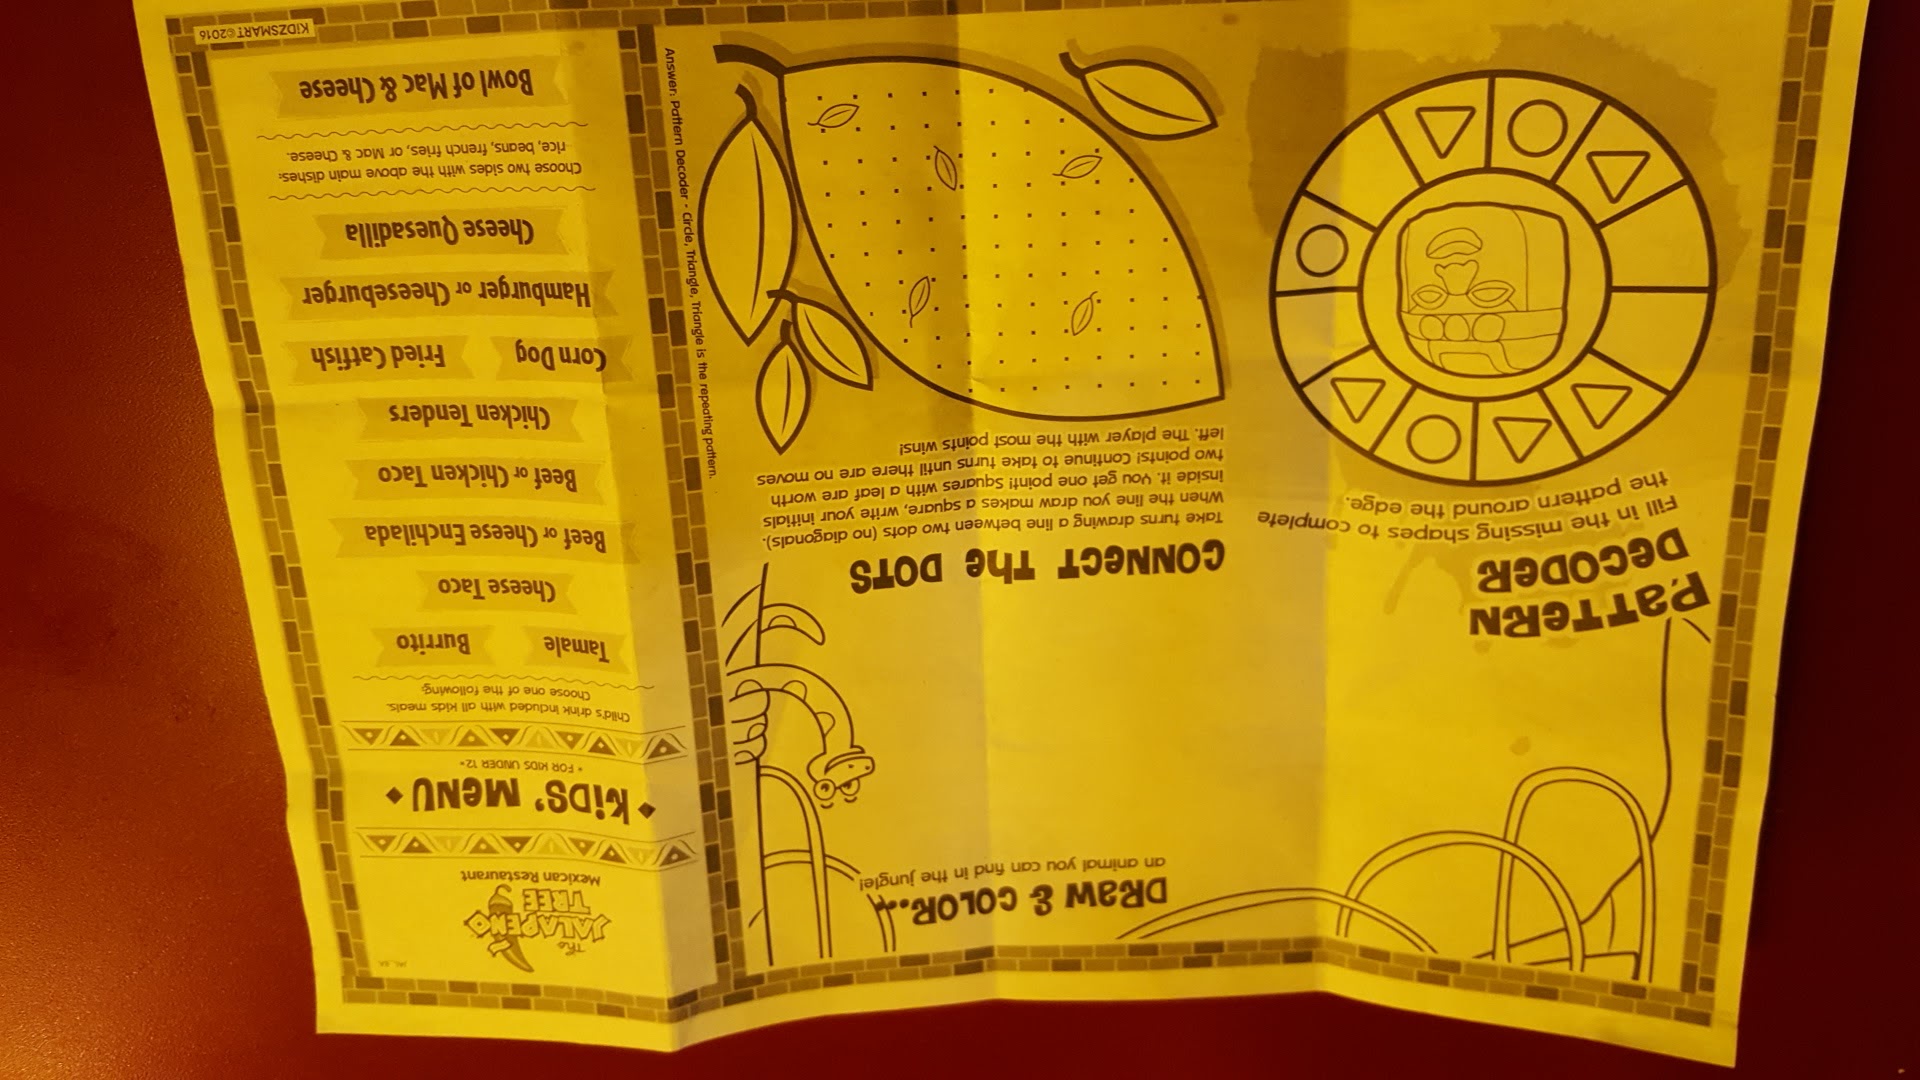 JAL_BA
The
JALAPENO
TREE
Mexican Restaurant
KiDS' MeNU
• FOR KIDS UNDER 12•
Child's drink included with all kids meals.
Choose one of the following:
Tamale
Burrito
Cheese Taco
Beef or Cheese Enchilada
Beef or Chicken Taco
Chicken Tenders
Corn Dog
Fried Catfish
Hamburger or Cheeseburger
Cheese Quesadilla
Choose two sides with the above main dishes:
rice, beans, french fries, or Mac & Cheese.
Bowl of Mac & Cheese
KiDZSMART©2016
DRaW & COLOR...
an animal you can find in the jungle!
PaTTeRN
DeCODeR
Fill in the missing shapes to complete
the pattern around the edge.
CONNeCT The DOTS
Take turns drawing a line between two dots (no diagonals).
When the line you draw makes a square, write your initials
inside it. You get one point! Squares with a leaf are worth
two points! Continue to take turns until there are no moves
left. The player with the most points wins!
Answer: Pattern Decoder - Circle, Triangle, Triangle, Triangle is the repeating pattern.